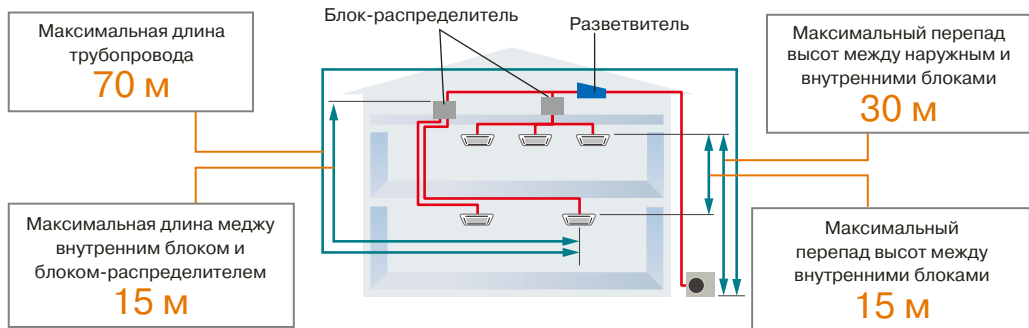 Максимальная длина
трубопровода
70 м
Блок-распределитель
Разветвитель
Максимальный перепад
высот между наружным и
внутренними блоками
30 м
Максимальная длина меджу
внутренним блоком и
блоком-распределителем
15 м
Максимальный
перепад высот между
внутренними блоками
15 м